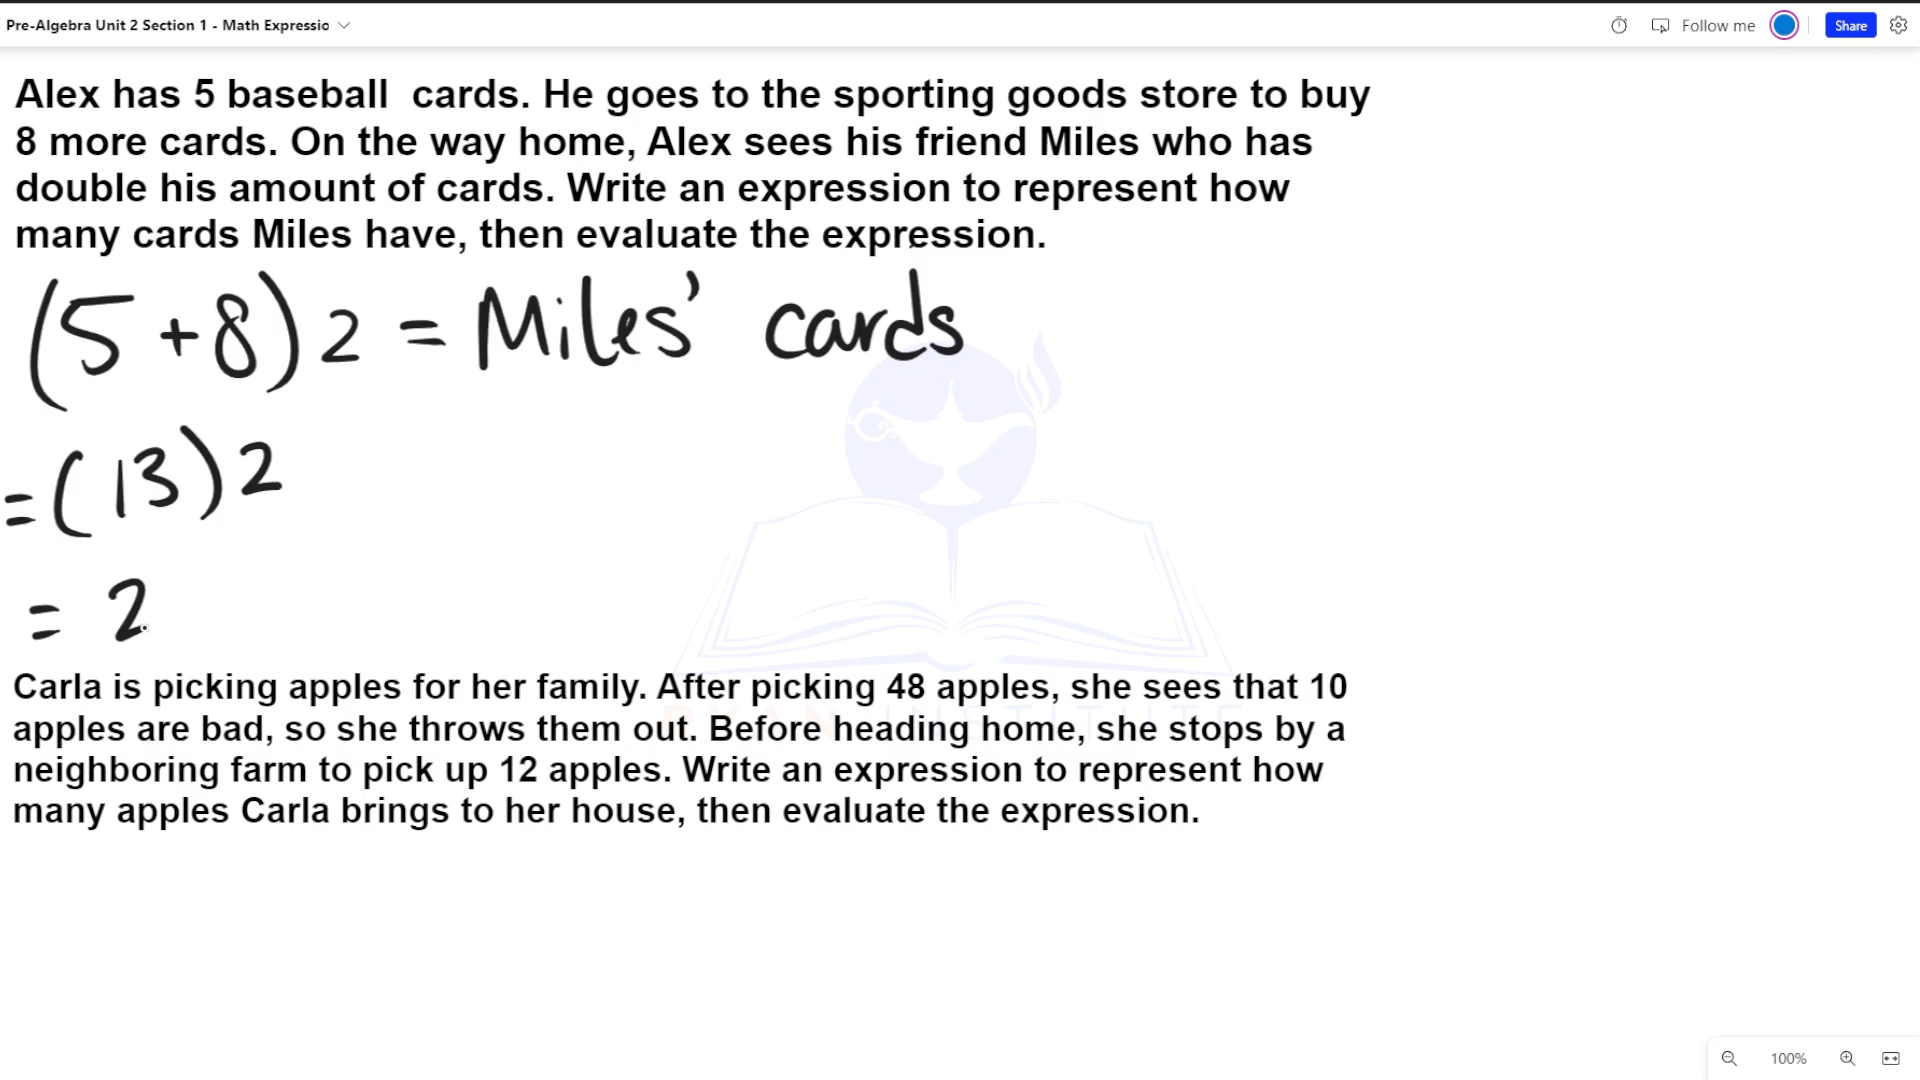 Pre-Algebra Unit 2 Section 1 - Math Expressio
Follow me
Share
Alex has 5 baseball cards. He goes to the sporting goods store to buy
8 more cards. On the way home, Alex sees his friend Miles who has
double his amount of cards. Write an expression to represent how
many cards Miles have, then evaluate the expression.
(5 + 8) 2 = Miles' cards
= (13) 2
= 2
Carla is picking apples for her family. After picking 48 apples, she sees that 10
apples are bad, so she throws them out. Before heading home, she stops by a
neighboring farm to pick up 12 apples. Write an expression to represent how
many apples Carla brings to her house, then evaluate the expression.
100%